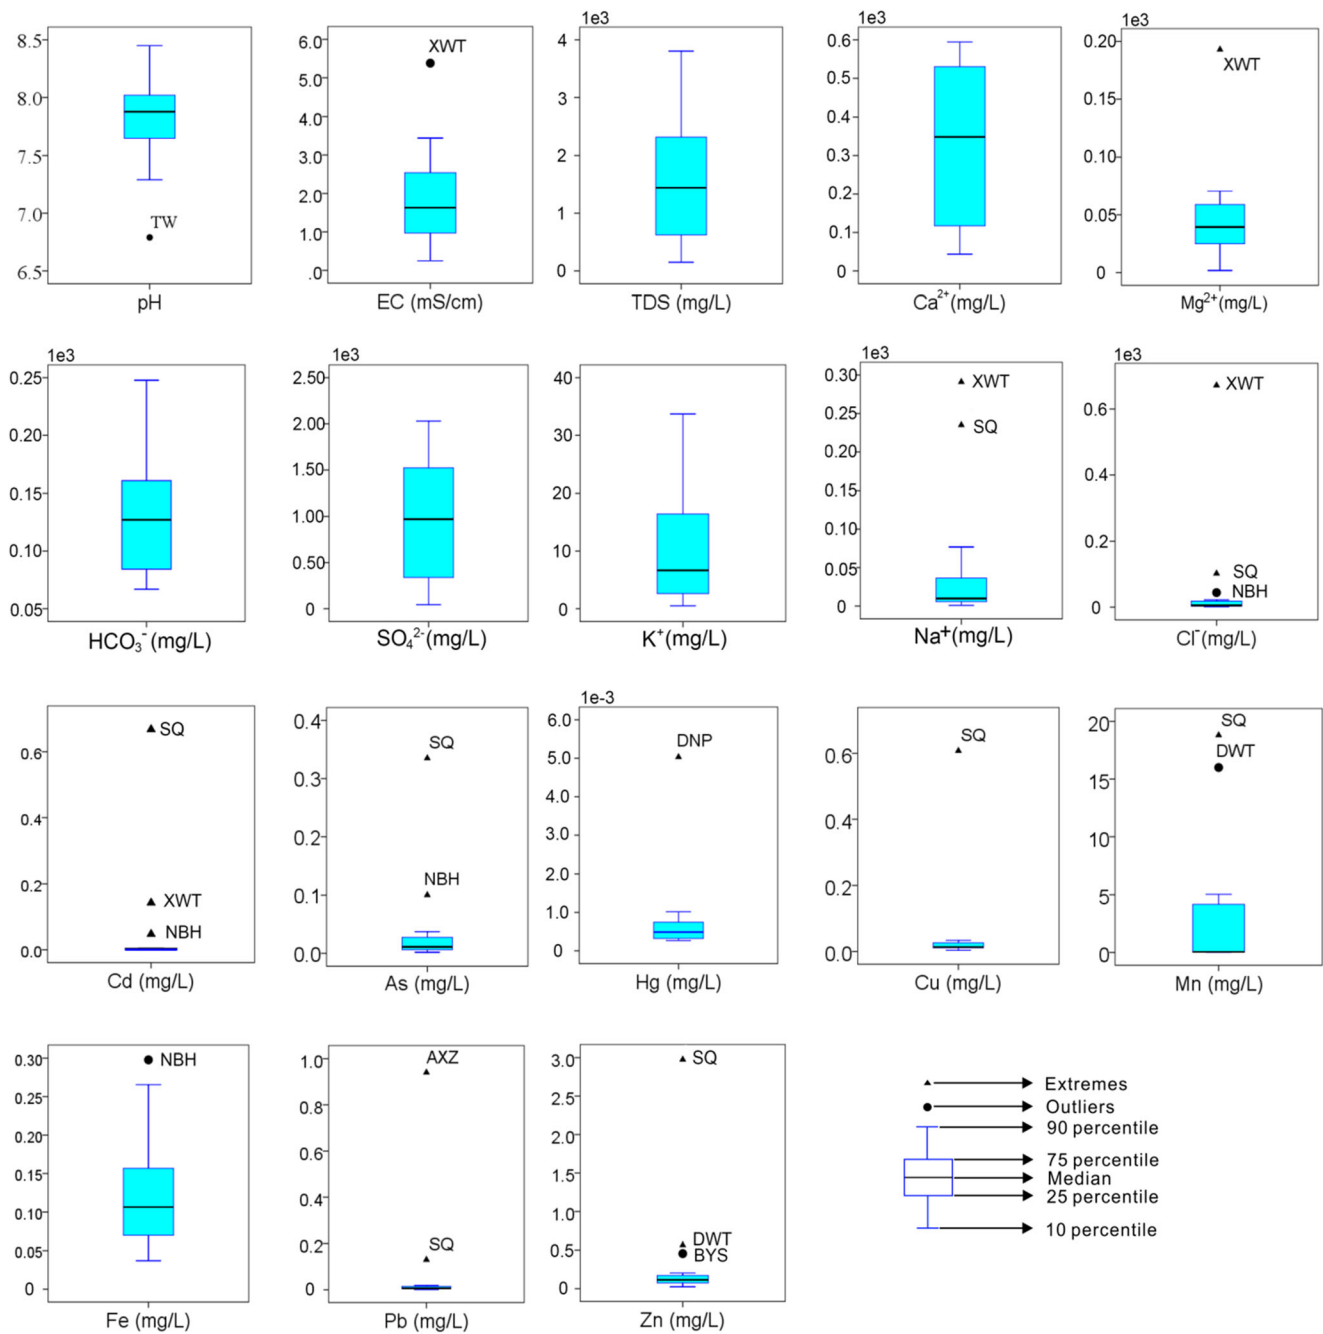 8.5
8.0
7.5
7.0
6.5
TW
pH
6.0
5.0
4.0
3.0
2.0
1.0
.0
XWT
EC (mS/cm)
1e3
4
3
2
1
0
TDS (mg/L)
0.6
0.5
0.4
0.3
0.2
0.1
0
Ca²⁺(mg/L)
1e3
0.20
0.15
0.10
0.05
0
XWT
Mg²⁺(mg/L)
1e3
0.25
0.20
0.15
0.10
0.05
HCO₃⁻(mg/L)
1e3
2.50
2.00
1.50
1.00
0.50
0
SO₄²⁻(mg/L)
40
30
20
10
0
K⁺(mg/L)
1e3
0.30
0.25
0.20
0.15
0.10
0.05
0
XWT
SQ
Na⁺(mg/L)
1e3
0.6
0.4
0.2
0
XWT
SQ
NBH
Cl⁻(mg/L)
0.6
0.4
0.2
0.0
SQ
XWT
NBH
Cd (mg/L)
0.4
0.3
0.2
0.1
0.0
SQ
NBH
As (mg/L)
1e-3
6.0
5.0
4.0
3.0
2.0
1.0
0
DNP
Hg (mg/L)
0.6
0.4
0.2
0.0
SQ
Cu (mg/L)
20
15
10
5
0
SQ
DWT
Mn (mg/L)
0.30
0.25
0.20
0.15
0.10
0.05
0
NBH
Fe (mg/L)
1.0
0.8
0.6
0.4
0.2
0
AXZ
SQ
Pb (mg/L)
3.0
2.5
2.0
1.5
1.0
0.5
0
SQ
DWT
BYS
Zn (mg/L)
Extremes
Outliers
90 percentile
75 percentile
Median
25 percentile
10 percentile